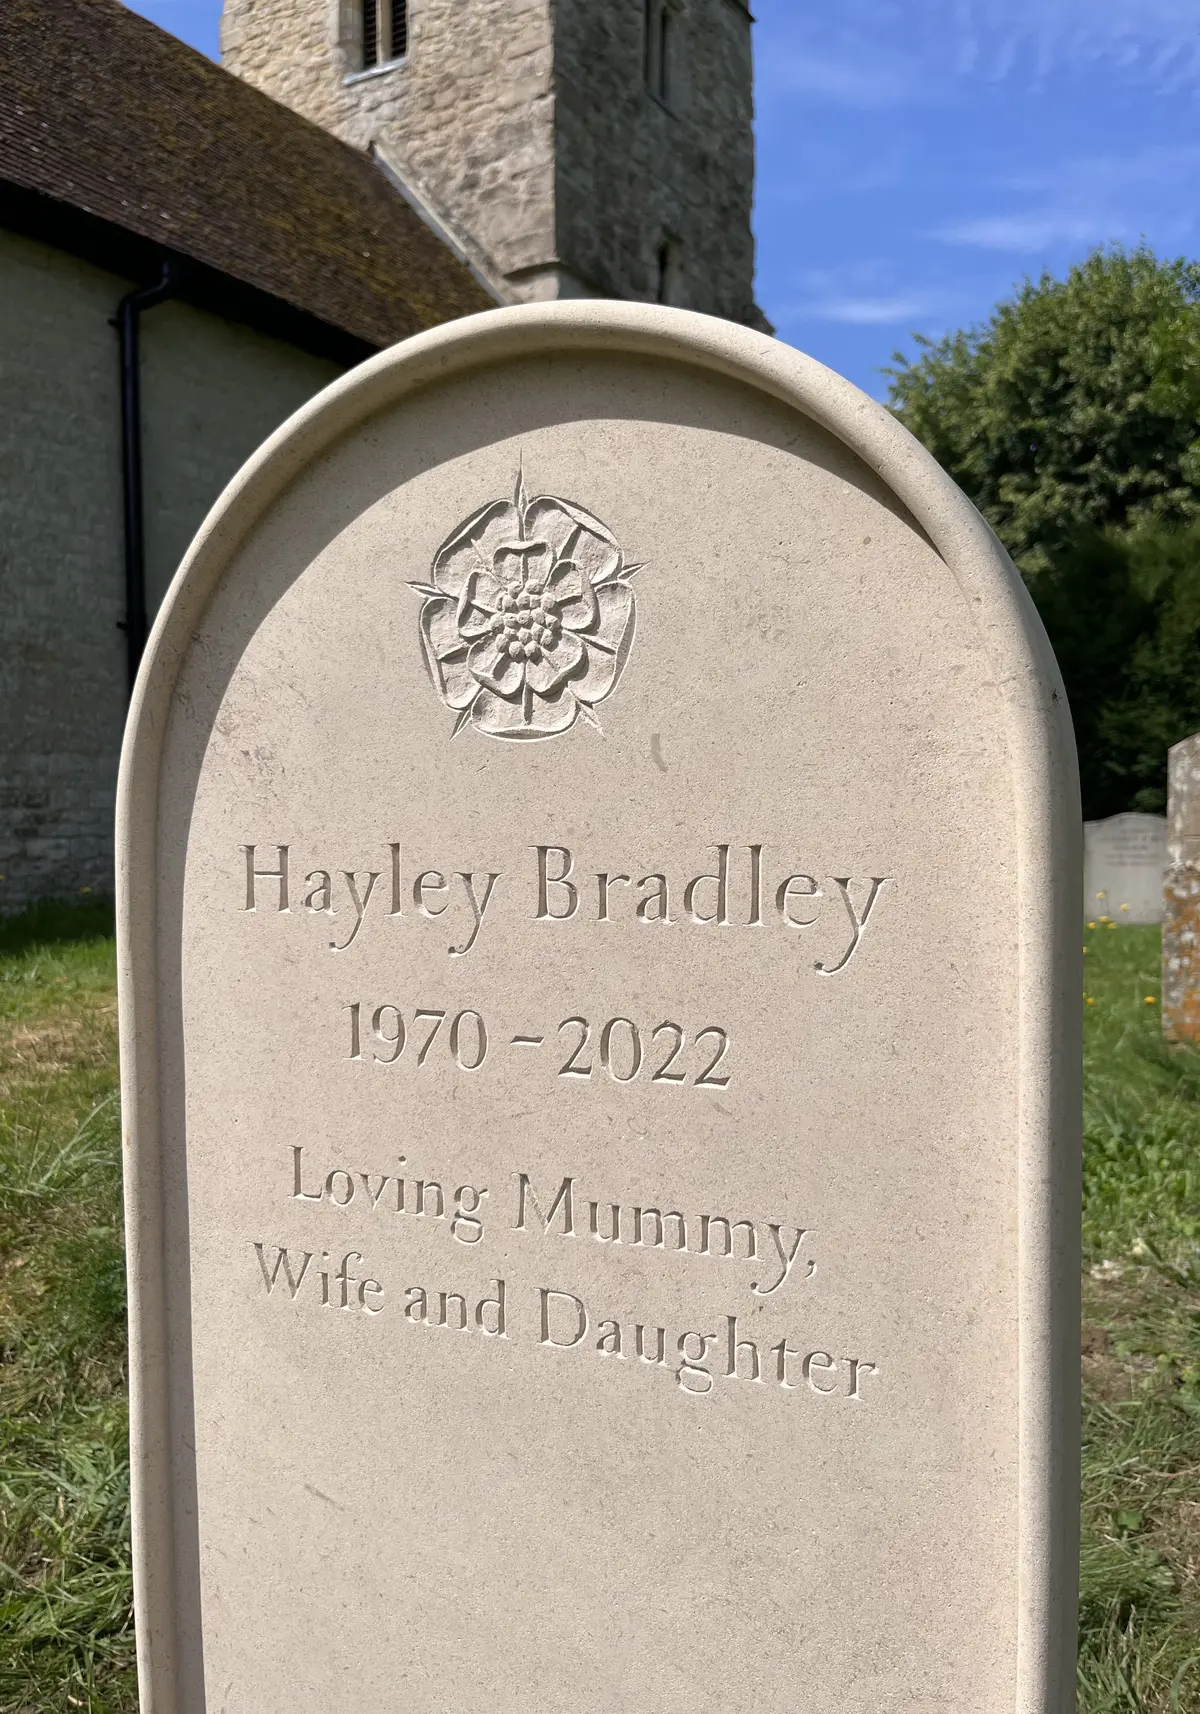 Hayley Bradley
1970 - 2022
Loving Mummy,
Wife and Daughter